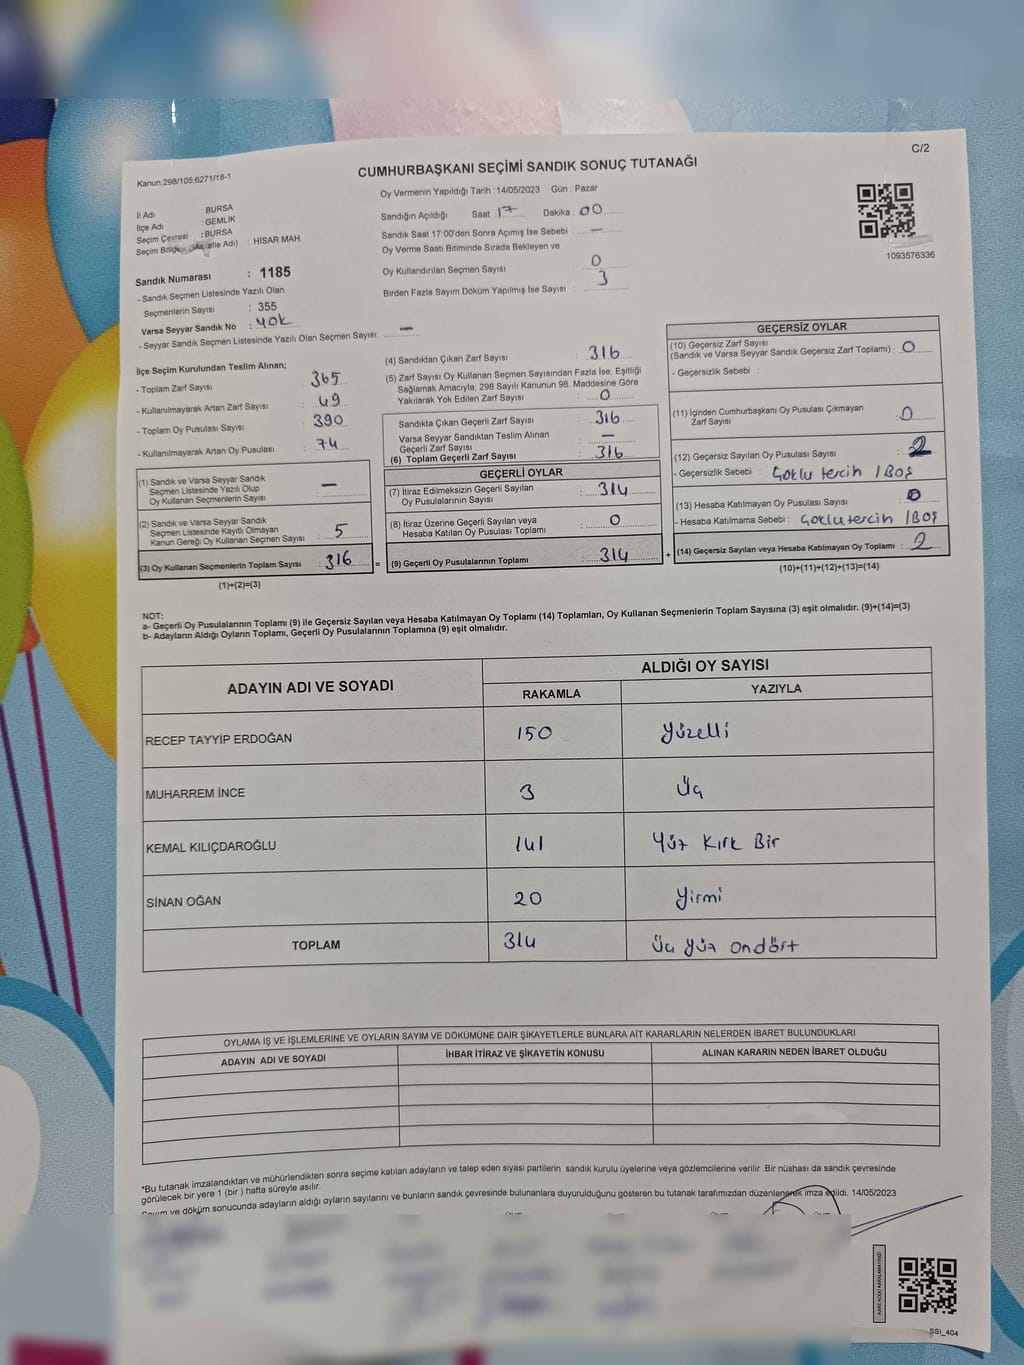 C/2
Kanun:298/105;6271/18-1
CUMHURBAŞKANI SEÇİMİ SANDIK SONUÇ TUTANAĞI
Oy Vermenin Yapıldığı Tarih : 14/05/2023 Gün : Pazar
İl Adı : BURSA
İlçe Adı : GEMLİK
Seçim Çevresi : BURSA
Seçim Bölgesi (Mahalle Adı) : HİSAR MAH.
Sandık Numarası : 1185
- Sandık Seçmen Listesinde Yazılı Olan
Seçmenlerin Sayısı : 355
Varsa Seyyar Sandık No : YOK
- Seyyar Sandık Seçmen Listesinde Yazılı Olan Seçmen Sayısı: —
Sandığın Açıldığı Saat : 17 Dakika : 00
Sandık Saat 17:00'den Sonra Açımış İse Sebebi : —
Oy Verme Saati Bitiminde Sırada Bekleyen ve
Oy Kullandırılan Seçmen Sayısı : 0
Birden Fazla Sayım Döküm Yapılmış İse Sayısı : 3
1093576336
İlçe Seçim Kurulundan Teslim Alınan;
- Toplam Zarf Sayısı : 365
- Kullanılmayarak Artan Zarf Sayısı : 49
- Toplam Oy Pusulası Sayısı : 390
- Kullanılmayarak Artan Oy Pusulası : 74
(1) Sandık ve Varsa Seyyar Sandık
Seçmen Listesinde Yazılı Olup
Oy Kullanan Seçmenlerin Sayısı : —
(2) Sandık ve Varsa Seyyar Sandık
Seçmen Listesinde Kayıtlı Olmayan
Kanun Gereği Oy Kullanan Seçmen Sayısı : 5
(3) Oy Kullanan Seçmenlerin Toplam Sayısı : 316 =
(1)+(2)=(3)
(4) Sandıktan Çıkan Zarf Sayısı : 316
(5) Zarf Sayısı Oy Kullanan Seçmen Sayısından Fazla İse, Eşitliği
Sağlamak Amacıyla, 298 Sayılı Kanunun 98. Maddesine Göre
Yakılarak Yok Edilen Zarf Sayısı : 0
Sandıkta Çıkan Geçerli Zarf Sayısı : 316
Varsa Seyyar Sandıktan Teslim Alınan
Geçerli Zarf Sayısı : —
(6) Toplam Geçerli Zarf Sayısı : 316
GEÇERLİ OYLAR
(7) İtiraz Edilmeksizin Geçerli Sayılan
Oy Pusulalarının Sayısı : 314
(8) İtiraz Üzerine Geçerli Sayılan veya
Hesaba Katılan Oy Pusulası Toplamı : 0
(9) Geçerli Oy Pusulalarının Toplamı : 314 +
GEÇERSİZ OYLAR
(10) Geçersiz Zarf Sayısı
(Sandık ve Varsa Seyyar Sandık Geçersiz Zarf Toplamı) : 0
- Geçersizlik Sebebi :
(11) İçinden Cumhurbaşkanı Oy Pusulası Çıkmayan
Zarf Sayısı : 0
(12) Geçersiz Sayılan Oy Pusulası Sayısı : 2
- Geçersizlik Sebebi : Çoklu tercih / BOŞ
(13) Hesaba Katılmayan Oy Pusulası Sayısı : 0
- Hesaba Katılmama Sebebi : Çoklu tercih / BOŞ
(14) Geçersiz Sayılan veya Hesaba Katılmayan Oy Toplamı : 2
(10)+(11)+(12)+(13)=(14)
NOT:
a- Geçerli Oy Pusulalarının Toplamı (9) ile Geçersiz Sayılan veya Hesaba Katılmayan Oy Toplamı (14) Toplamları, Oy Kullanan Seçmenlerin Toplam Sayısına (3) eşit olmalıdır. (9)+(14)=(3)
b- Adayların Aldığı Oyların Toplamı, Geçerli Oy Pusulalarının Toplamına (9) eşit olmalıdır.
ADAYIN ADI VE SOYADI ALDIĞI OY SAYISI
RAKAMLA YAZIYLA
RECEP TAYYİP ERDOĞAN 150 Yüzelli
MUHARREM İNCE 3 Üç
KEMAL KILIÇDAROĞLU 141 Yüz Kırk Bir
SİNAN OĞAN 20 Yirmi
TOPLAM 314 Üç yüz ondört
OYLAMA İŞ VE İŞLEMLERİNE VE OYLARIN SAYIM VE DÖKÜMÜNE DAİR ŞİKAYETLERLE BUNLARA AİT KARARLARIN NELERDEN İBARET BULUNDUKLARI
ADAYIN ADI VE SOYADI İHBAR İTİRAZ VE ŞİKAYETİN KONUSU ALINAN KARARIN NEDEN İBARET OLDUĞU
*Bu tutanak imzalandıktan ve mühürlendikten sonra seçime katılan adayların ve talep eden siyasi partilerin sandık kurulu üyelerine veya gözlemcilerine verilir .Bir nüshası da sandık çevresinde
görülecek bir yere 1 (bir ) hafta süreyle asılır.
Sayım ve döküm sonucunda adayların aldığı oyların sayılarını ve bunların sandık çevresinde bulunanlara duyurulduğunu gösteren bu tutanak tarafımızdan düzenlenerek imza edildi. 14/05/2023
SSI_404